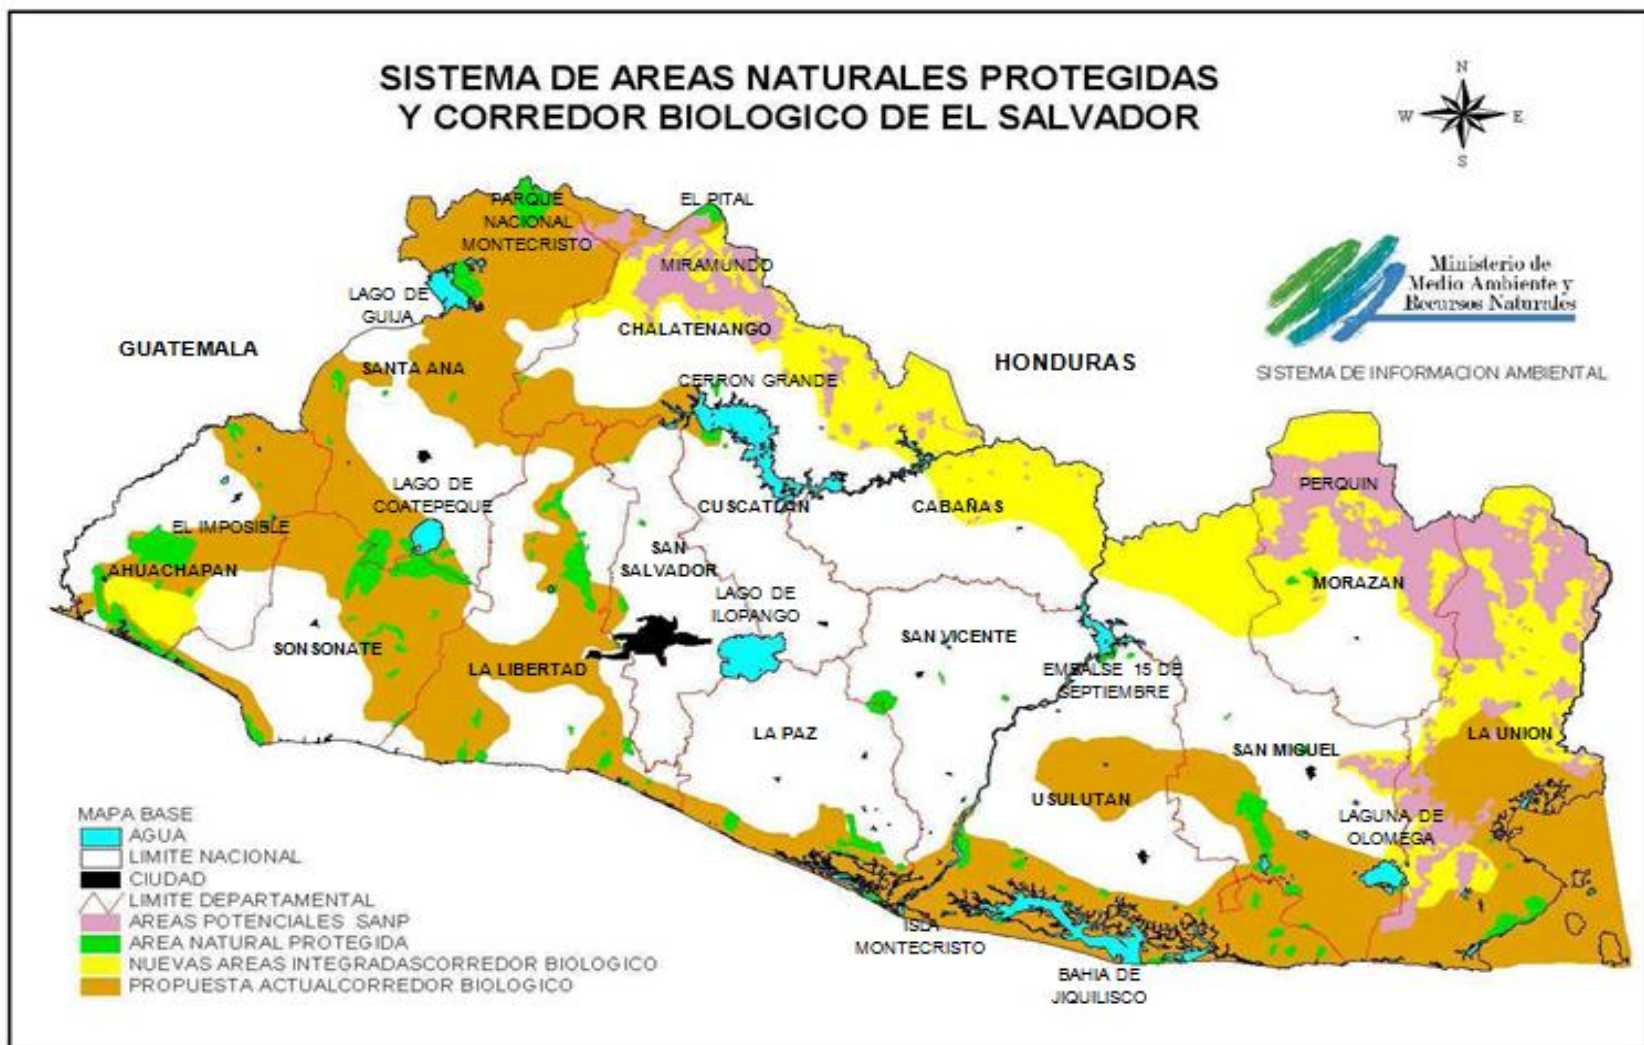 SISTEMA DE AREAS NATURALES PROTEGIDAS
Y CORREDOR BIOLOGICO DE EL SALVADOR
N
W
E
S
Ministerio de
Medio Ambiente y
Recursos Naturales
SISTEMA DE INFORMACION AMBIENTAL
PARQUE
NACIONAL
MONTECRISTO
EL PITAL
MIRAMUNDO
LAGO DE
GUIJA
CHALATENANGO
GUATEMALA
HONDURAS
SANTA ANA
CERRON GRANDE
LAGO DE
COATEPEQUE
CUSCATLAN
CABAÑAS
PERQUIN
EL IMPOSIBLE
AHUACHAPAN
SAN
SALVADOR
MORAZAN
LAGO DE
ILOPANGO
SONSONATE
LA LIBERTAD
SAN VICENTE
EMBALSE 15 DE
SEPTIEMBRE
LA PAZ
SAN MIGUEL
LA UNION
USULUTAN
LAGUNA DE
OLOMEGA
ISLA
MONTECRISTO
BAHIA DE
JIQUILISCO
MAPA BASE
AGUA
LIMITE NACIONAL
CIUDAD
LIMITE DEPARTAMENTAL
AREAS POTENCIALES SANP
AREA NATURAL PROTEGIDA
NUEVAS AREAS INTEGRADASCORREDOR BIOLOGICO
PROPUESTA ACTUALCORREDOR BIOLOGICO